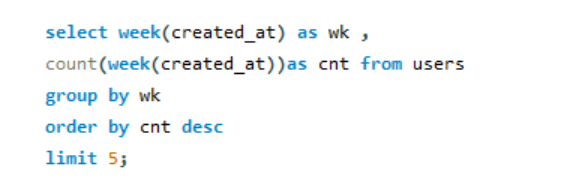 select week(created_at) as wk ,
count(week(created_at))as cnt from users
group by wk
order by cnt desc
limit 5;